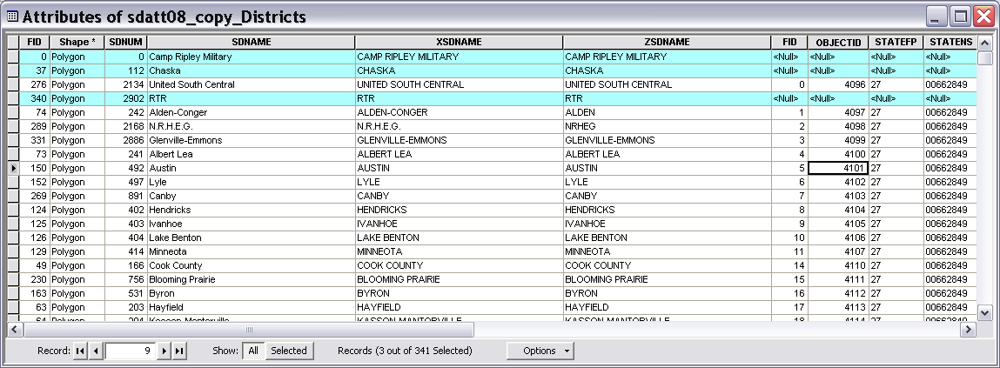 Attributes of sdatt08_copy_Districts
FID Shape * SDNUM SDNAME XSDNAME ZSDNAME FID OBJECTID STATEFP STATENS
0 Polygon 0 Camp Ripley Military CAMP RIPLEY MILITARY CAMP RIPLEY MILITARY <Null> <Null> <Null> <Null>
37 Polygon 112 Chaska CHASKA CHASKA <Null> <Null> <Null> <Null>
276 Polygon 2134 United South Central UNITED SOUTH CENTRAL UNITED SOUTH CENTRAL 0 4096 27 00662849
340 Polygon 2902 RTR RTR RTR <Null> <Null> <Null> <Null>
74 Polygon 242 Alden-Conger ALDEN-CONGER ALDEN 1 4097 27 00662849
289 Polygon 2168 N.R.H.E.G. N.R.H.E.G. NRHEG 2 4098 27 00662849
331 Polygon 2886 Glenville-Emmons GLENVILLE-EMMONS GLENVILLE-EMMONS 3 4099 27 00662849
73 Polygon 241 Albert Lea ALBERT LEA ALBERT LEA 4 4100 27 00662849
150 Polygon 492 Austin AUSTIN AUSTIN 5 4101 27 00662849
152 Polygon 497 Lyle LYLE LYLE 6 4102 27 00662849
269 Polygon 891 Canby CANBY CANBY 7 4103 27 00662849
124 Polygon 402 Hendricks HENDRICKS HENDRICKS 8 4104 27 00662849
125 Polygon 403 Ivanhoe IVANHOE IVANHOE 9 4105 27 00662849
126 Polygon 404 Lake Benton LAKE BENTON LAKE BENTON 10 4106 27 00662849
129 Polygon 414 Minneota MINNEOTA MINNEOTA 11 4107 27 00662849
49 Polygon 166 Cook County COOK COUNTY COOK COUNTY 14 4110 27 00662849
230 Polygon 756 Blooming Prairie BLOOMING PRAIRIE BLOOMING PRAIRIE 15 4111 27 00662849
163 Polygon 531 Byron BYRON BYRON 16 4112 27 00662849
63 Polygon 203 Hayfield HAYFIELD HAYFIELD 17 4113 27 00662849
64 Polygon 204 Kasson-Mantorville KASSON-MANTORVILLE KASSON-MANTORVILLE 18 4114 27 00662849
Record: 9 Show: All Selected Records (3 out of 341 Selected) Options